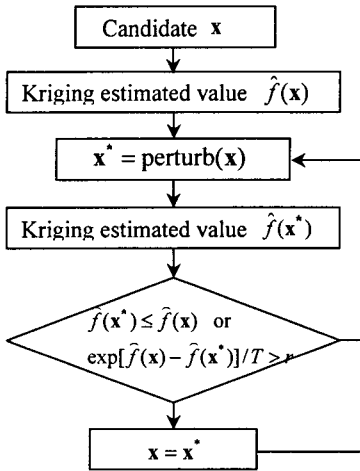 Candidate x
Kriging estimated value f̂(x)
x* = perturb(x)
Kriging estimated value f̂(x*)
f̂(x*) ≤ f̂(x) or
exp[f̂(x) − f̂(x*)]/T > r
x = x*